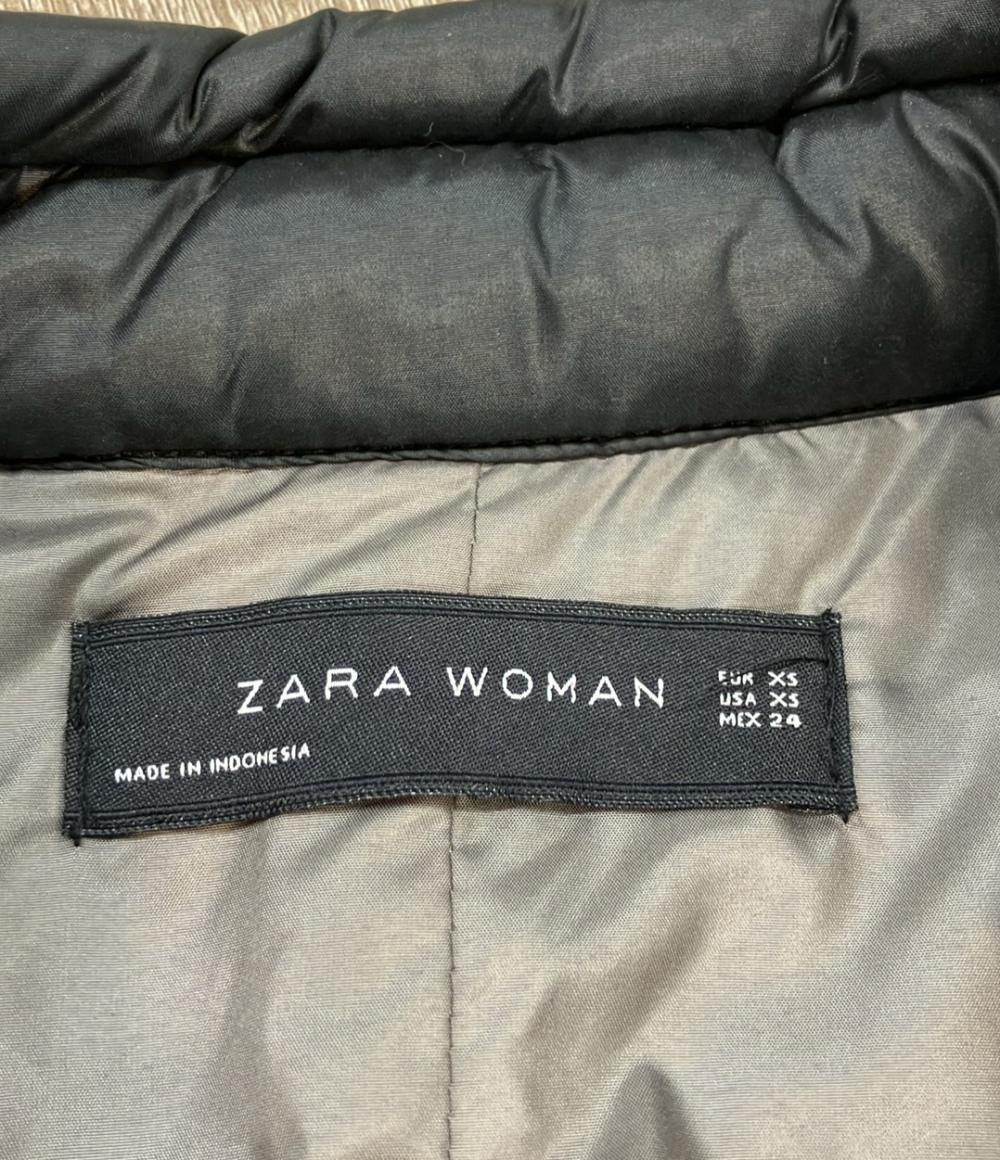 ZARA WOMAN
EUR XS
USA XS
MEX 24
MADE IN INDONESIA